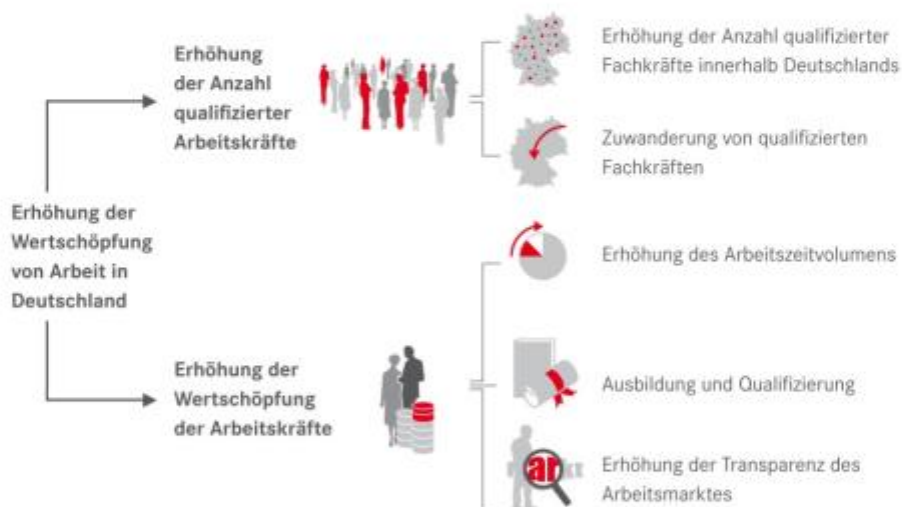 Erhöhung
der Anzahl
qualifizierter
Arbeitskräfte
Erhöhung der Anzahl qualifizierter
Fachkräfte innerhalb Deutschlands
Zuwanderung von qualifizierten
Fachkräften
Erhöhung der
Wertschöpfung
von Arbeit in
Deutschland
Erhöhung der
Wertschöpfung
der Arbeitskräfte
Erhöhung des Arbeitszeitvolumens
Ausbildung und Qualifizierung
ar
Erhöhung der Transparenz des
Arbeitsmarktes